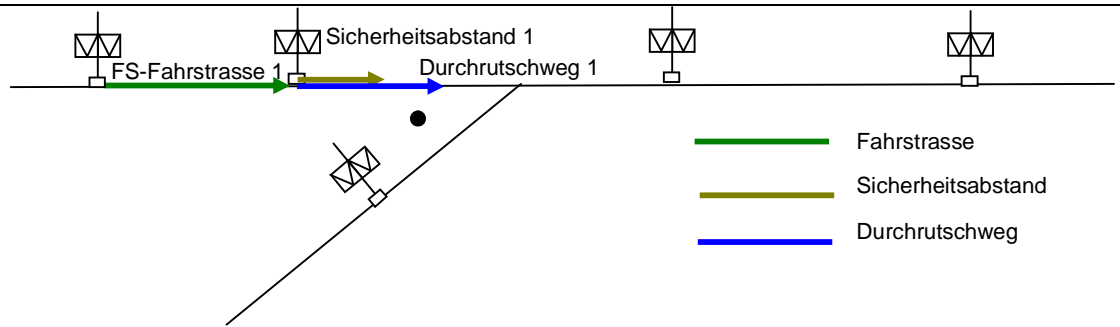 Sicherheitsabstand 1
FS-Fahrstrasse 1
Durchrutschweg 1
Fahrstrasse
Sicherheitsabstand
Durchrutschweg